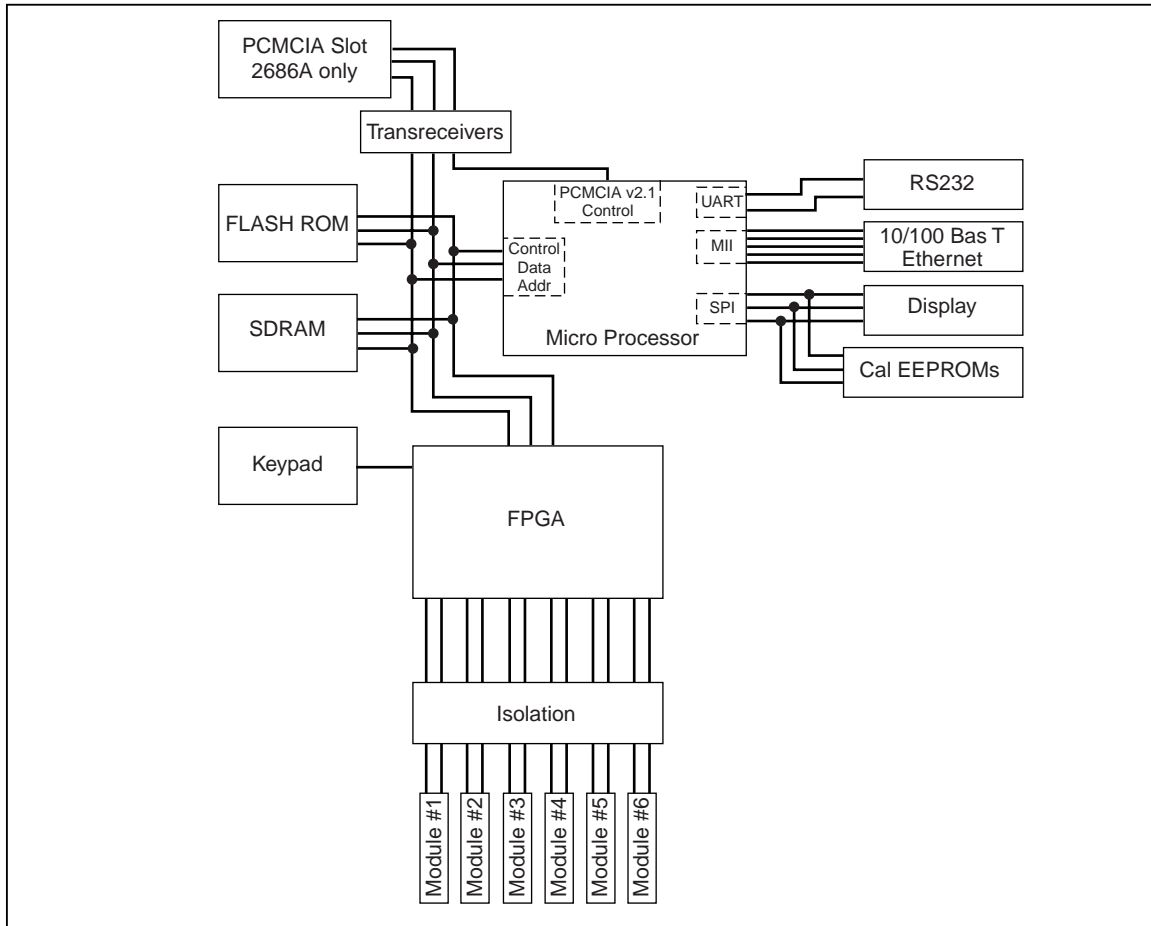 PCMCIA Slot
2686A only
Transreceivers
FLASH ROM
SDRAM
PCMCIA v2.1
Control
Control
Data
Addr
UART
MII
SPI
Micro Processor
RS232
10/100 Bas T
Ethernet
Display
Cal EEPROMs
Keypad
FPGA
Isolation
Module #1
Module #2
Module #3
Module #4
Module #5
Module #6